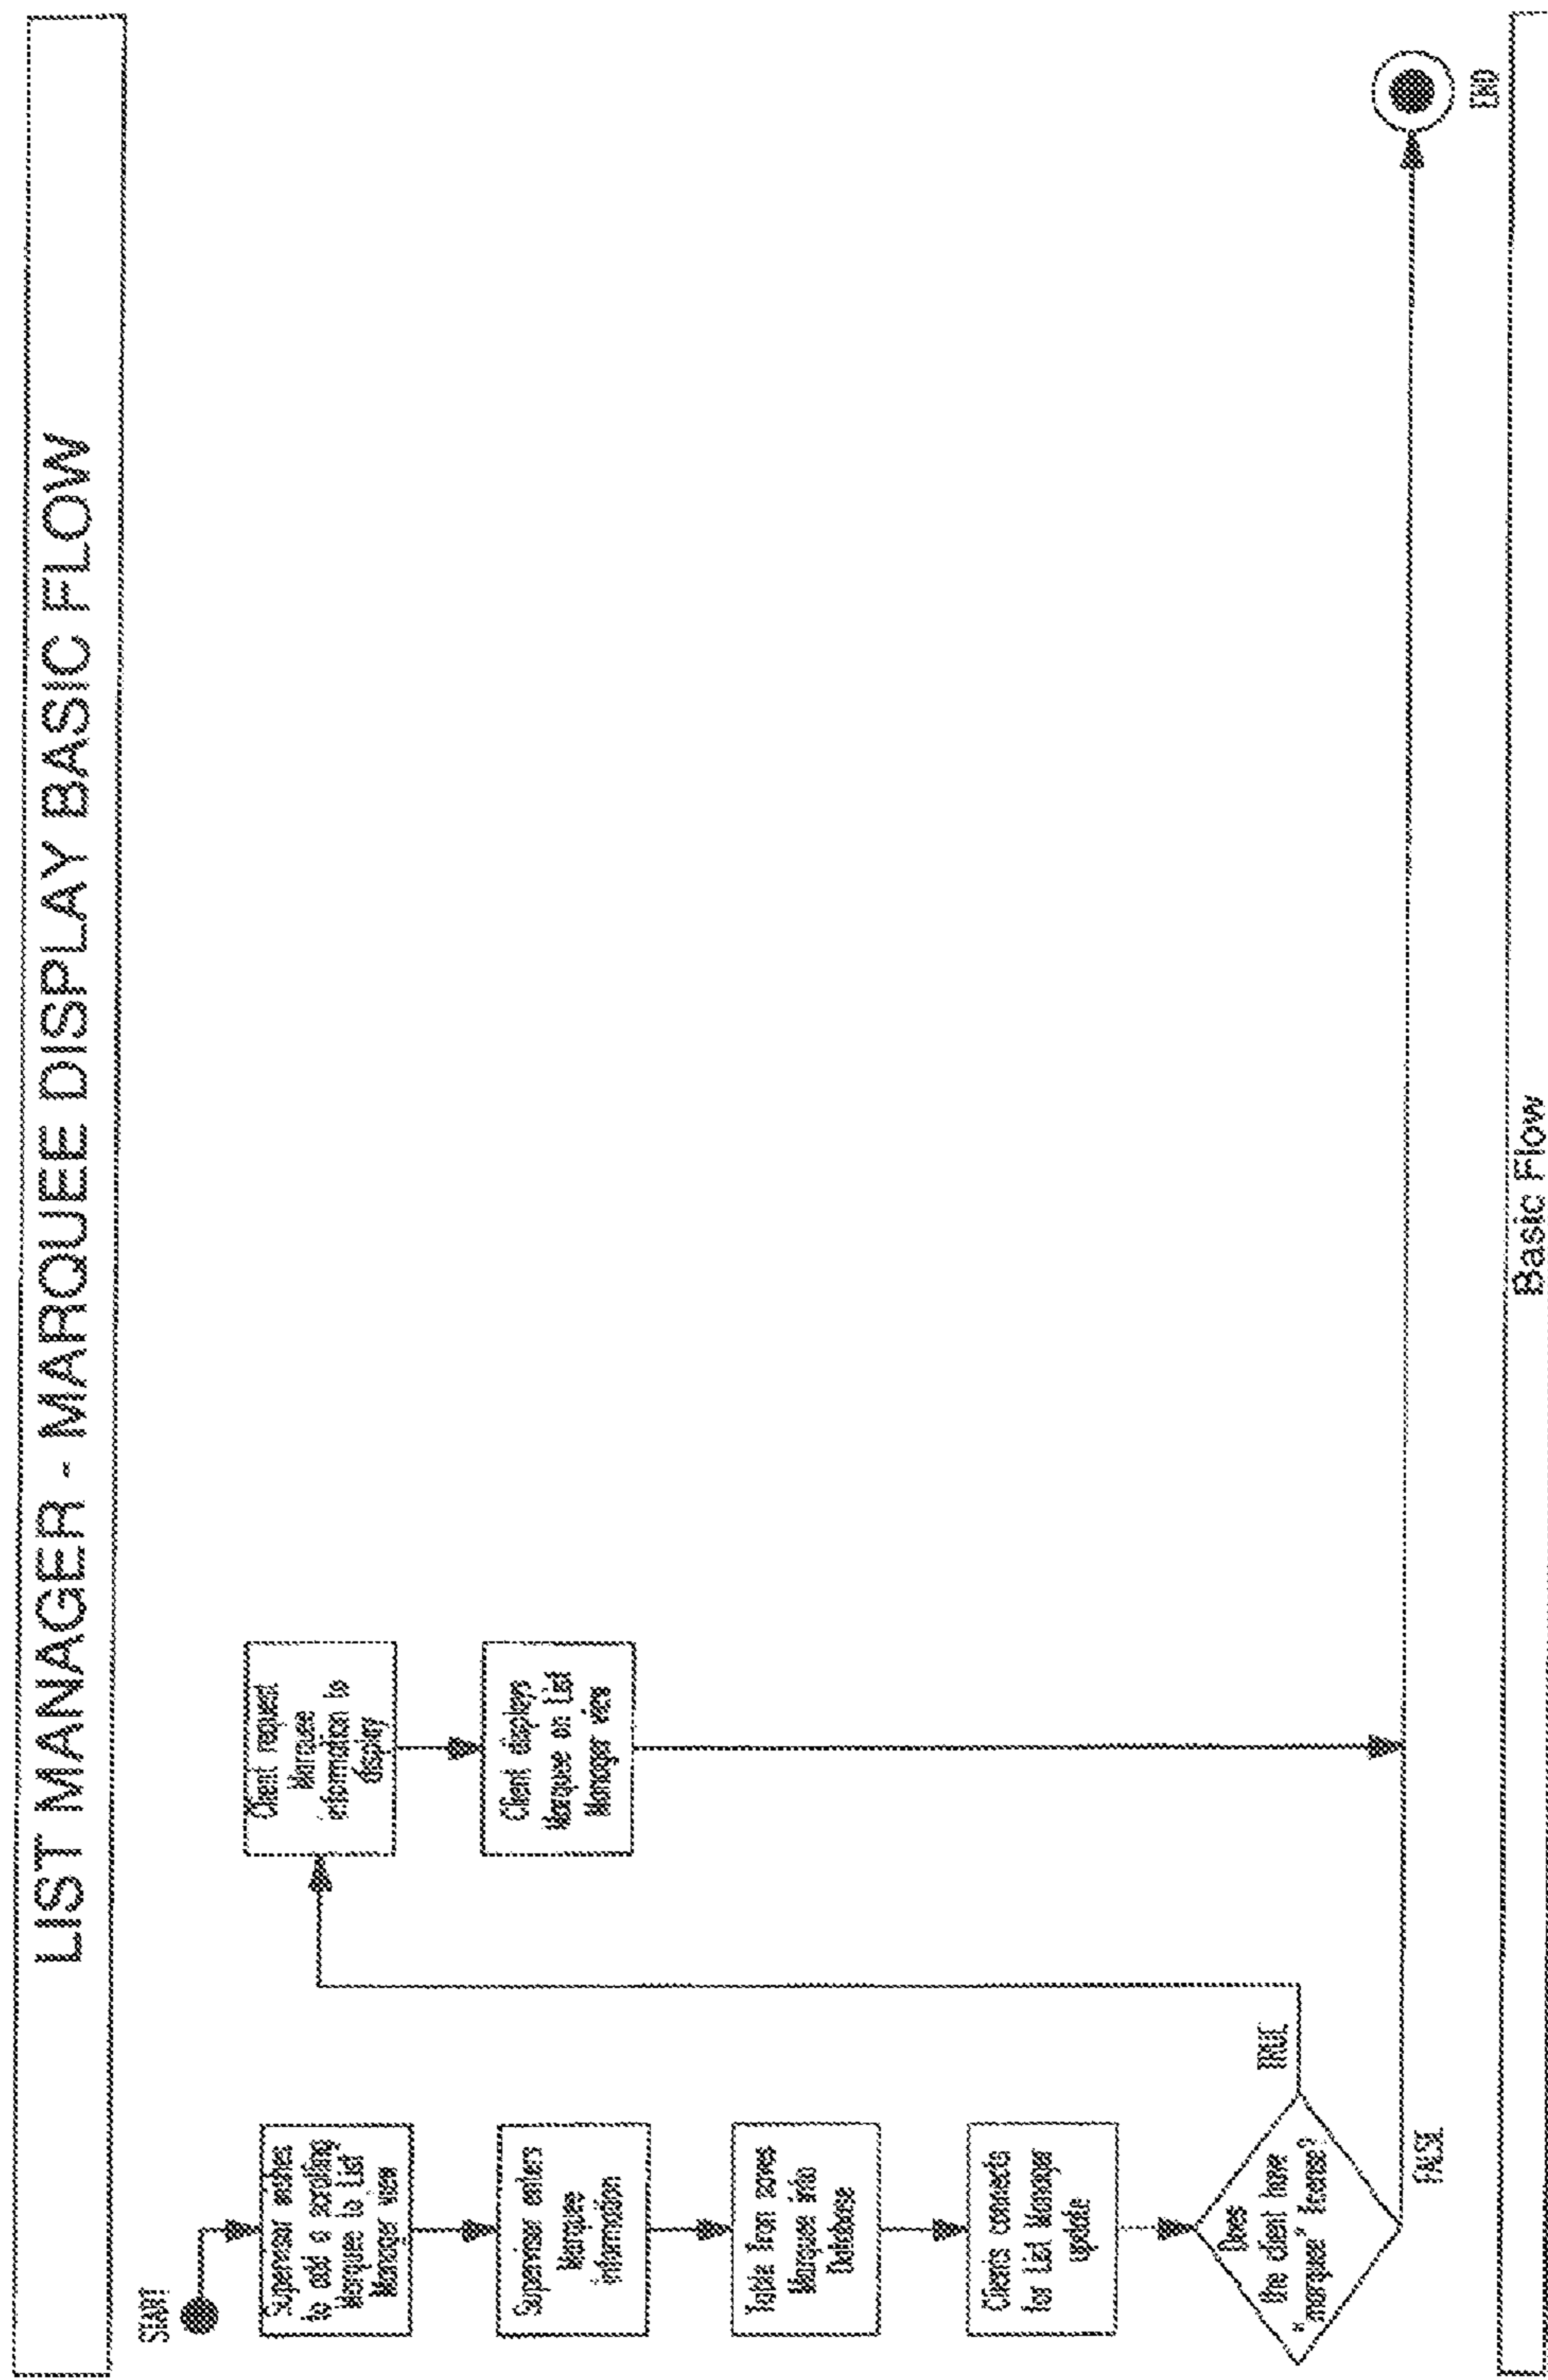 LIST MANAGER - MARQUEE DISPLAY BASIC FLOW
START
Supervisor wishes
to add a scrolling
Marquee to List
Manager view
Supervisor enters
Marquee
information
Table Iron saves
Marquee into
Database
Clients connects
for List Manager
update
Does
the client have
"marquee" license?
TRUE
FALSE
Client request
Marquee
information to
display
Client displays
Marquee on List
Manager view
END
Basic Flow